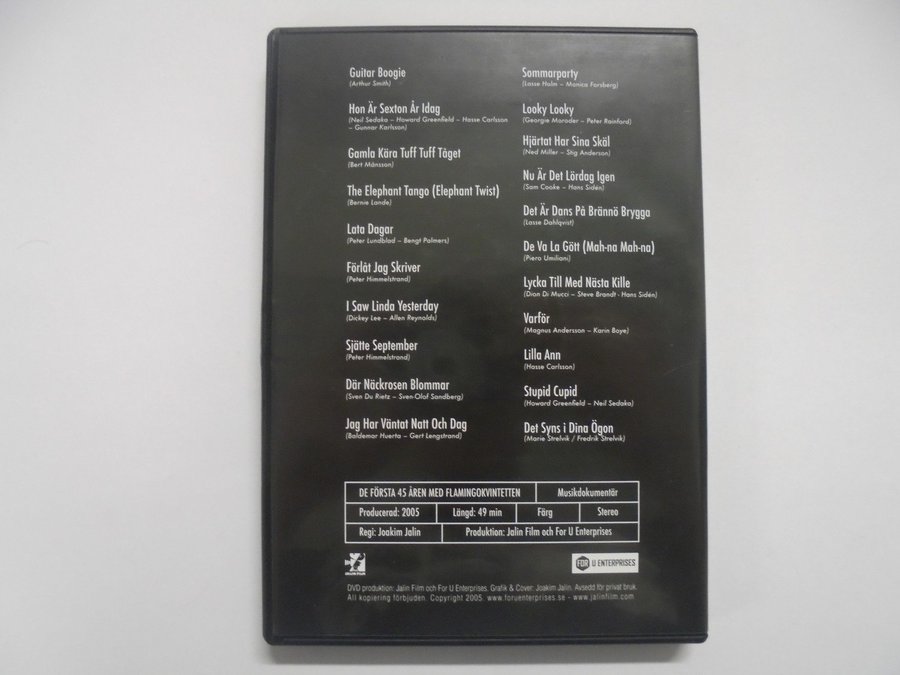 Guitar Boogie
(Arthur Smith)
Hon Är Sexton År Idag
(Neil Sedaka – Howard Greenfield – Hasse Carlsson
– Gunnar Karlsson)
Gamla Kära Tuff Tuff Tåget
(Bert Månsson)
The Elephant Tango (Elephant Twist)
(Bernie Lande)
Lata Dagar
(Peter Lundblad – Bengt Palmers)
Förlåt Jag Skriver
(Peter Himmelstrand)
I Saw Linda Yesterday
(Dickey Lee – Allen Reynolds)
Sjätte September
(Peter Himmelstrand)
Där Näckrosen Blommar
(Sven Du Rietz – Sven-Olof Sandberg)
Jag Har Väntat Natt Och Dag
(Baldemar Huerta – Gert Lengstrand)
Sommarparty
(Lasse Holm – Monica Forsberg)
Looky Looky
(Georgie Moroder – Peter Rainford)
Hjärtat Har Sina Skäl
(Ned Miller – Stig Anderson)
Nu Är Det Lördag Igen
(Sam Cooke – Hans Sidén)
Det Är Dans På Brännö Brygga
(Lasse Dahlqvist)
De Va La Gött (Mah-na Mah-na)
(Piero Umiliani)
Lycka Till Med Nästa Kille
(Dion Di Mucci – Steve Brandt - Hans Sidén)
Varför
(Magnus Andersson – Karin Boye)
Lilla Ann
(Hasse Carlsson)
Stupid Cupid
(Howard Greenfield – Neil Sedaka)
Det Syns i Dina Ögon
(Marie Strelvik / Fredrik Strelvik)
DE FÖRSTA 45 ÅREN MED FLAMINGOKVINTETTEN Musikdokumentär
Producerad: 2005 Längd: 49 min Färg Stereo
Regi: Joakim Jalin Produktion: Jalin Film och For U Enterprises
FOR U ENTERPRISES
DVD produktion: Jalin Film och For U Enterprises. Grafik & Cover: Joakim Jalin. Avsedd för privat bruk.
All kopiering förbjuden. Copyright 2005. www.foruenterprises.se - www.jalinfilm.com